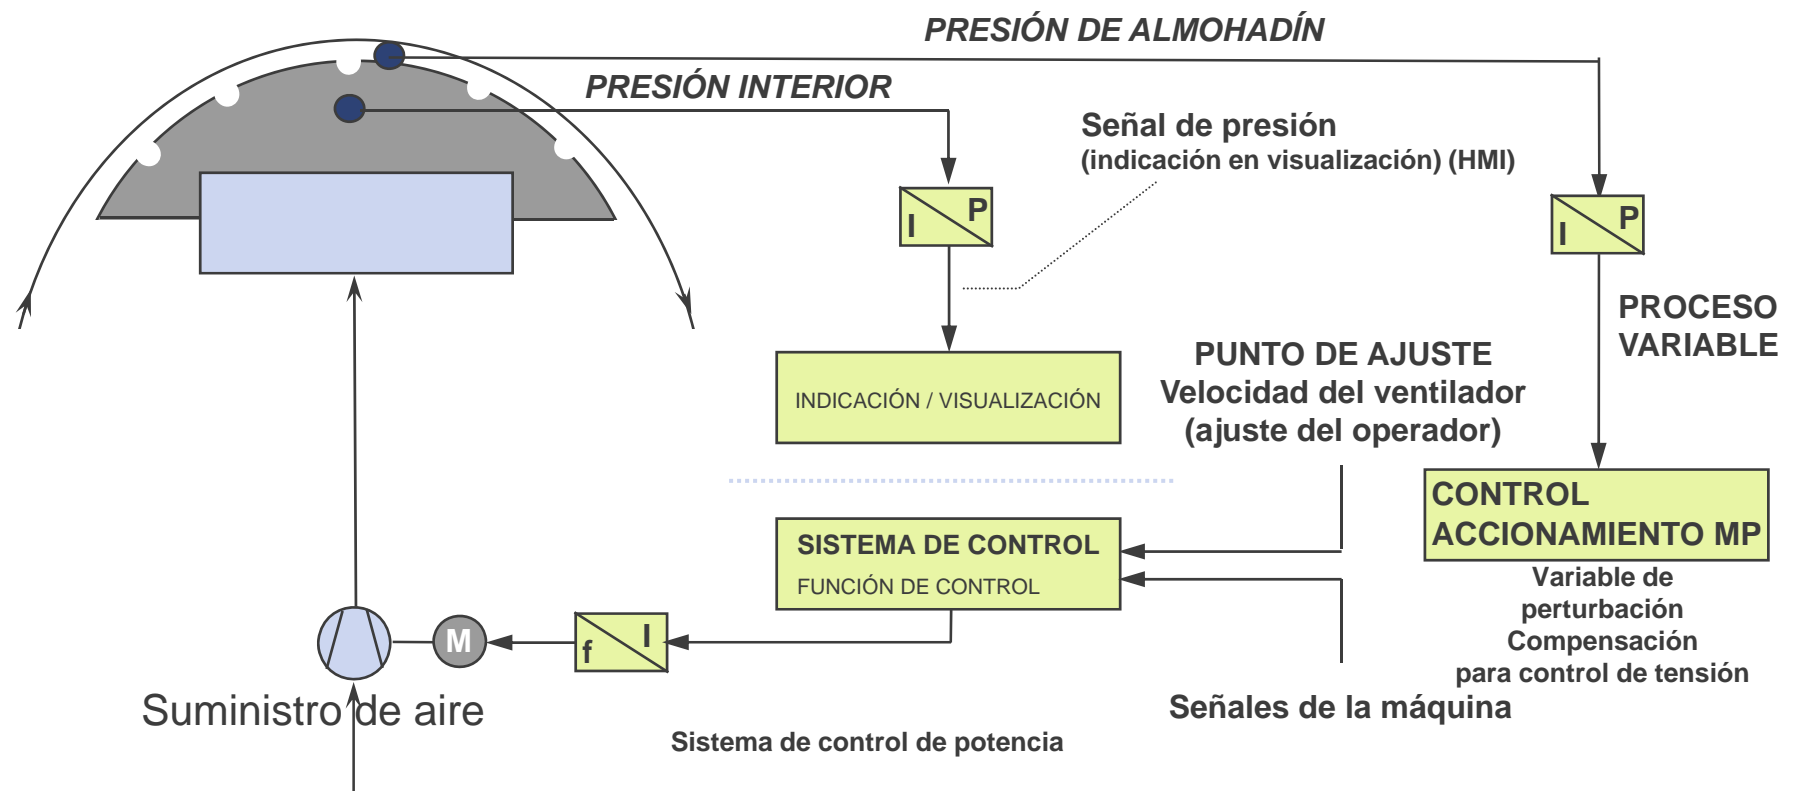 PRESIÓN DE ALMOHADÍN
PRESIÓN INTERIOR
Señal de presión
(indicación en visualización) (HMI)
I P
I P
PROCESO
VARIABLE
INDICACIÓN / VISUALIZACIÓN
PUNTO DE AJUSTE
Velocidad del ventilador
(ajuste del operador)
CONTROL
ACCIONAMIENTO MP
Variable de
perturbación
Compensación
para control de tensión
SISTEMA DE CONTROL
FUNCIÓN DE CONTROL
M
f I
Suministro de aire
Señales de la máquina
Sistema de control de potencia